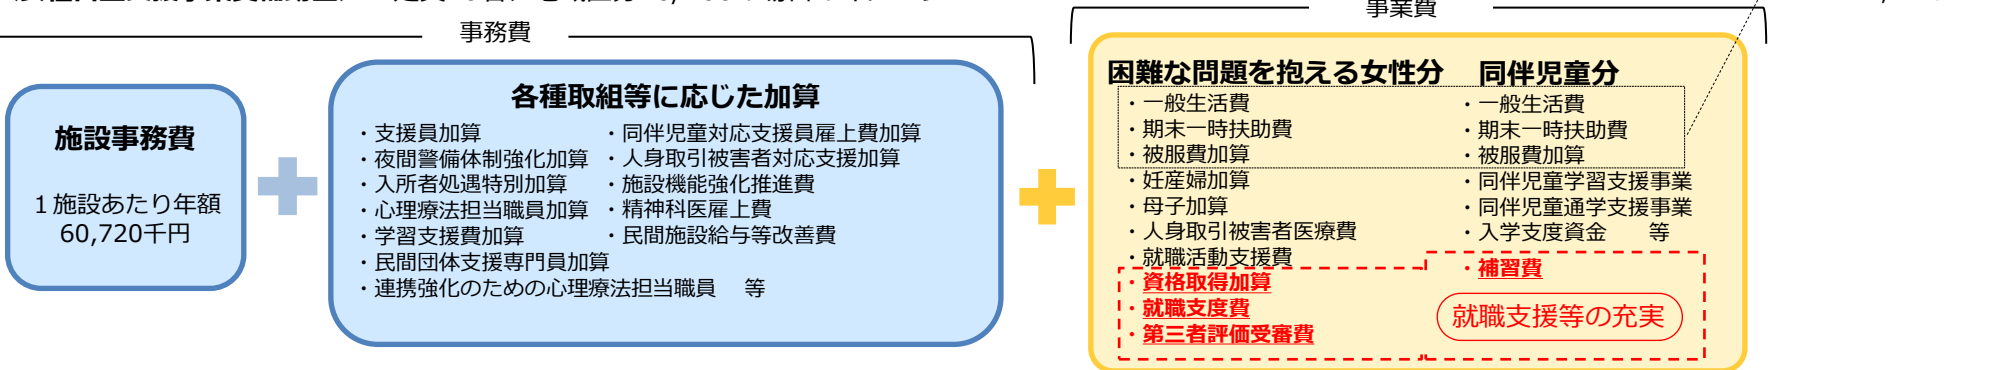 事務費
事業費
施設事務費
１施設あたり年額
60,720千円
各種取組等に応じた加算
・支援員加算
・夜間警備体制強化加算
・入所者処遇特別加算
・心理療法担当職員加算
・学習支援費加算
・民間団体支援専門員加算
・連携強化のための心理療法担当職員　等
・同伴児童対応支援員雇上費加算
・人身取引被害者対応支援加算
・施設機能強化推進費
・精神科医雇上費
・民間施設給与等改善費
困難な問題を抱える女性分
・一般生活費
・期末一時扶助費
・被服費加算
・妊産婦加算
・母子加算
・人身取引被害者医療費
・就職活動支援費
・資格取得加算
・就職支度費
・第三者評価受審費
同伴児童分
・一般生活費
・期末一時扶助費
・被服費加算
・同伴児童学習支援事業
・同伴児童通学支援事業
・入学支度資金　等
・補習費
就職支援等の充実